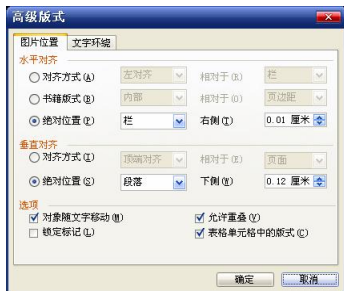 高级版式
图片位置 文字环绕
水平对齐
对齐方式(A) 左对齐 相对于(R) 栏
书籍版式(B) 内部 相对于(O) 页边距
绝对位置(P) 栏 右侧(T) 0.01 厘米
垂直对齐
对齐方式(I) 顶端对齐 相对于(E) 页面
绝对位置(S) 段落 下侧(W) 0.12 厘米
选项
对象随文字移动(M) 允许重叠(V)
锁定标记(L) 表格单元格中的版式(C)
确定 取消